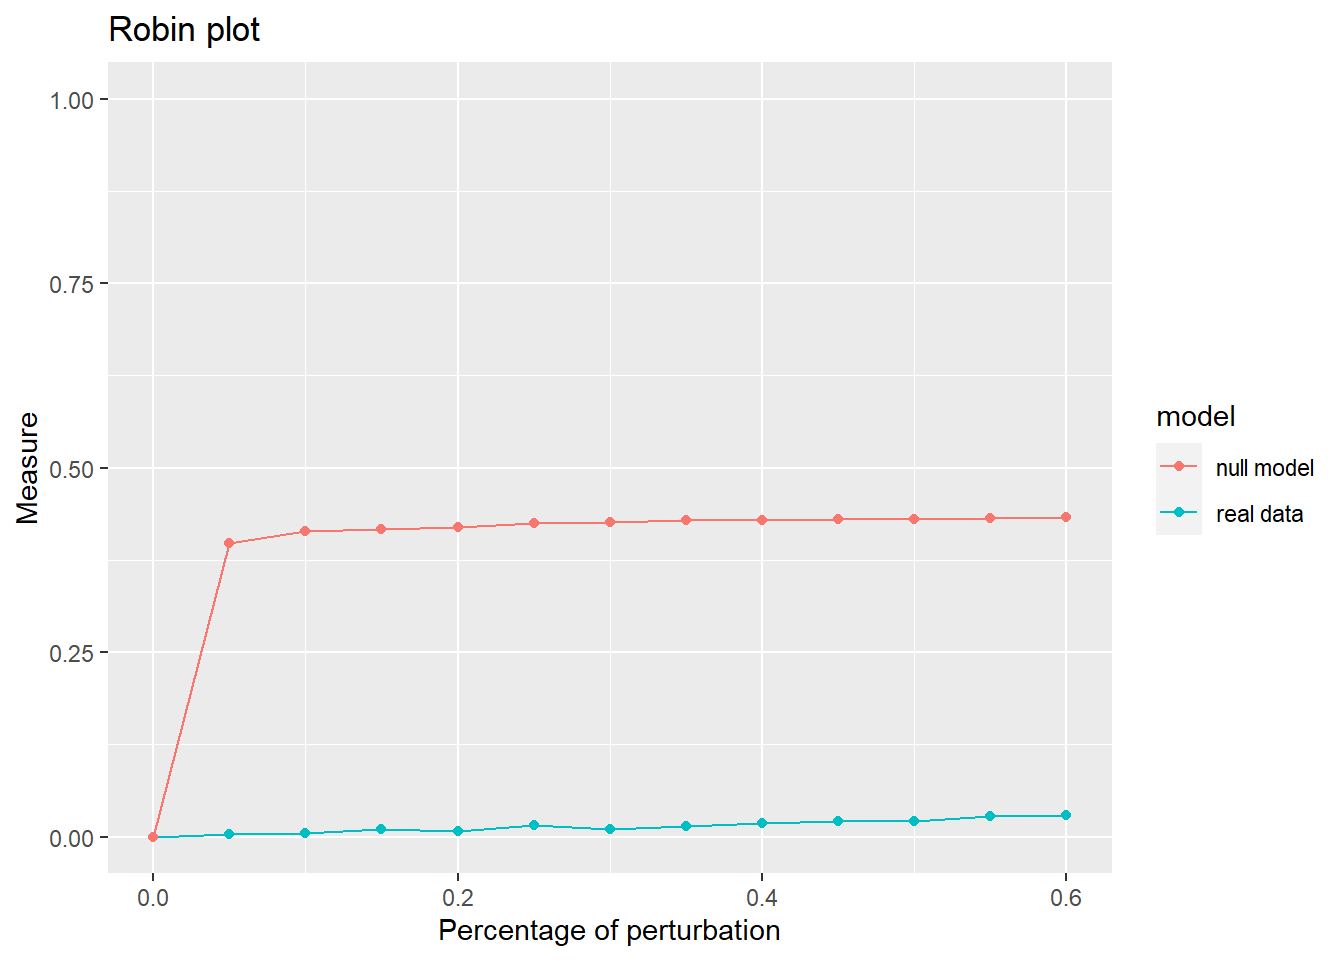 Robin plot
1.00
0.75
0.50
0.25
0.00
Measure
0.0 0.2 0.4 0.6
Percentage of perturbation
model
null model
real data